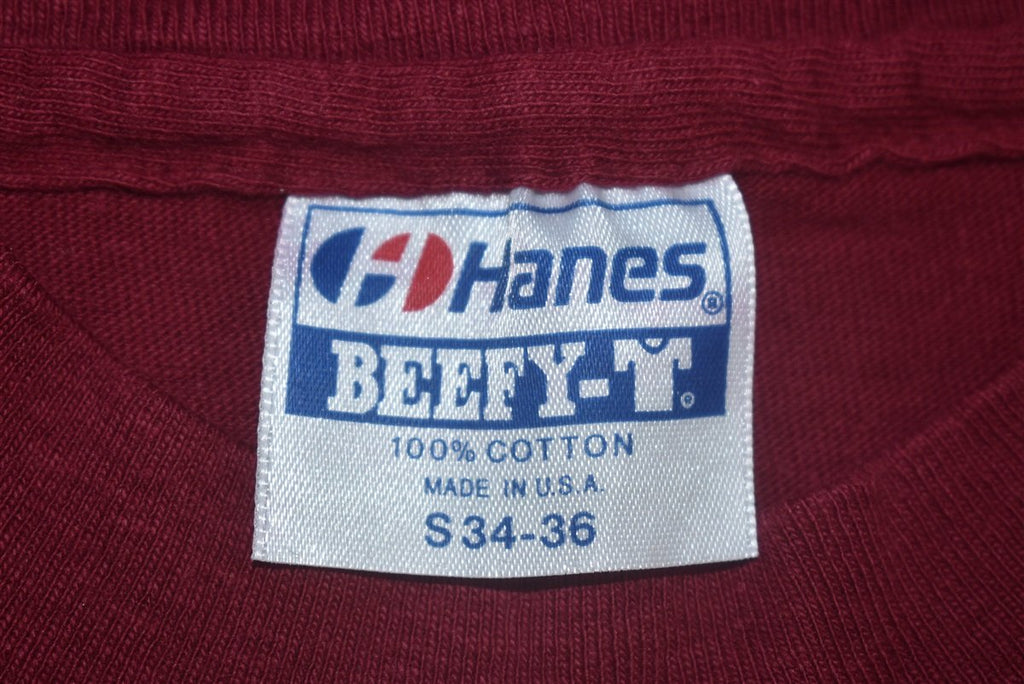 Hanes®
BEEFY-T®
100% COTTON
MADE IN U.S.A.
S 34-36